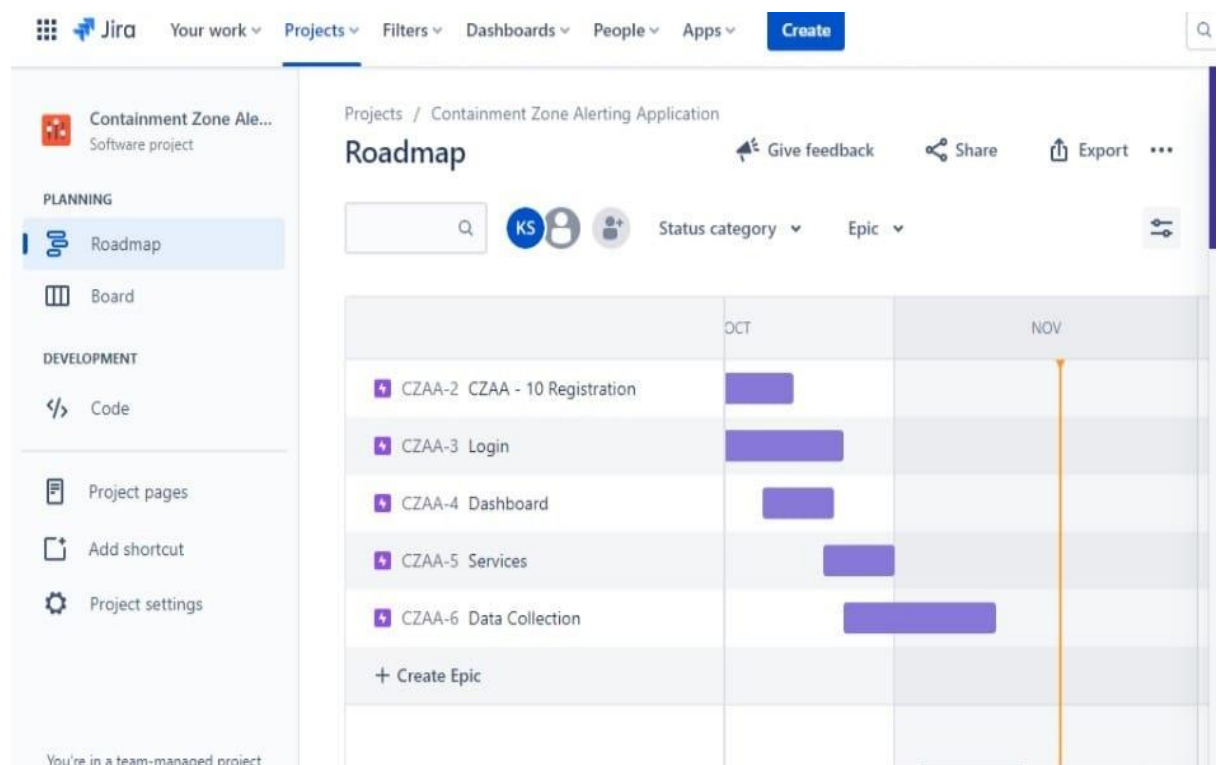 Jira Your work Projects Filters Dashboards People Apps Create
Containment Zone Ale...
Software project
PLANNING
Roadmap
Board
DEVELOPMENT
Code
Project pages
Add shortcut
Project settings
You're in a team-managed project
Projects / Containment Zone Alerting Application
Roadmap
Give feedback Share Export
KS Status category Epic
OCT NOV
CZAA-2 CZAA - 10 Registration
CZAA-3 Login
CZAA-4 Dashboard
CZAA-5 Services
CZAA-6 Data Collection
+ Create Epic